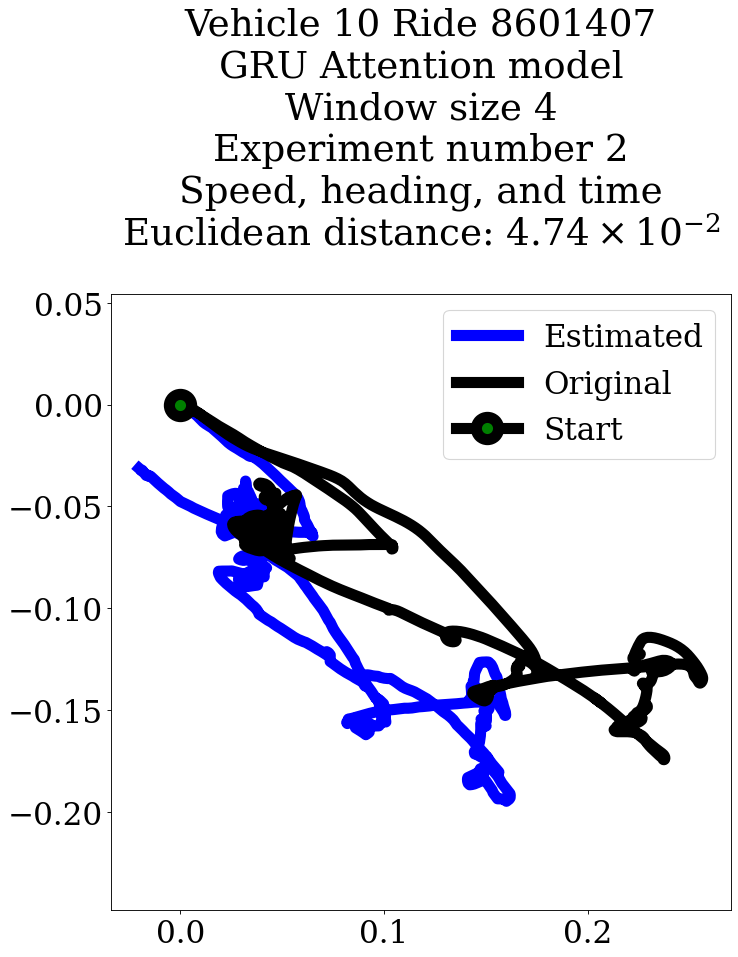 Vehicle 10 Ride 8601407
GRU Attention model
Window size 4
Experiment number 2
Speed, heading, and time
Euclidean distance: 4.74 × 10⁻²
0.05
Estimated
Original
Start
0.00
−0.05
−0.10
−0.15
−0.20
0.0 0.1 0.2